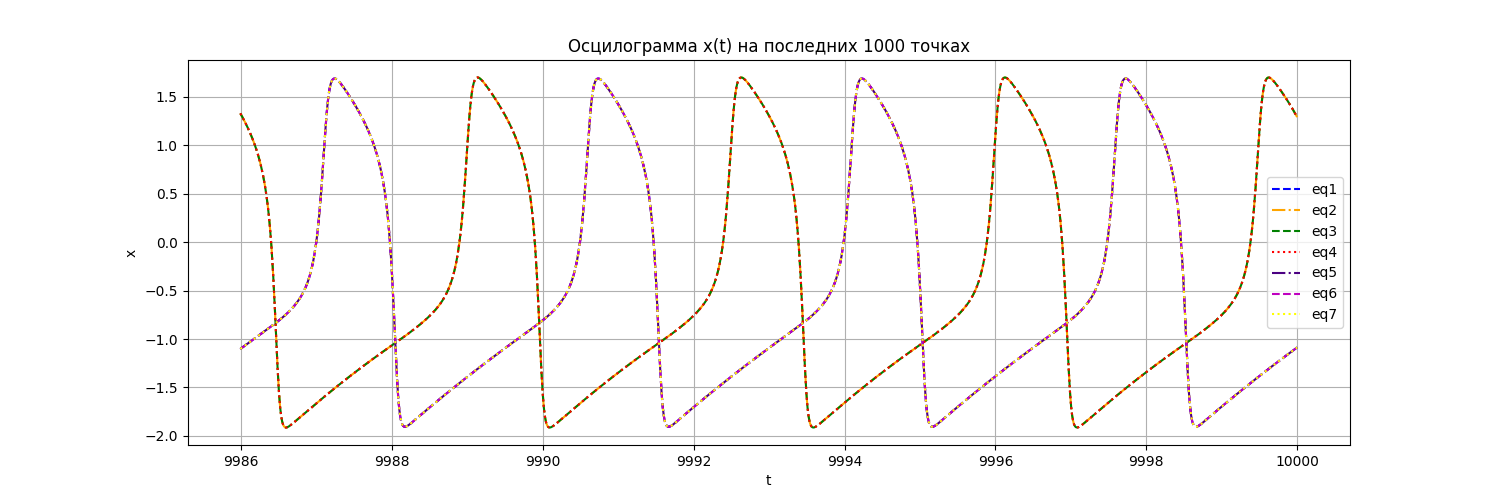 Осцилограмма x(t) на последних 1000 точках
x
1.5
1.0
0.5
0.0
−0.5
−1.0
−1.5
−2.0
eq1
eq2
eq3
eq4
eq5
eq6
eq7
9986 9988 9990 9992 9994 9996 9998 10000
t